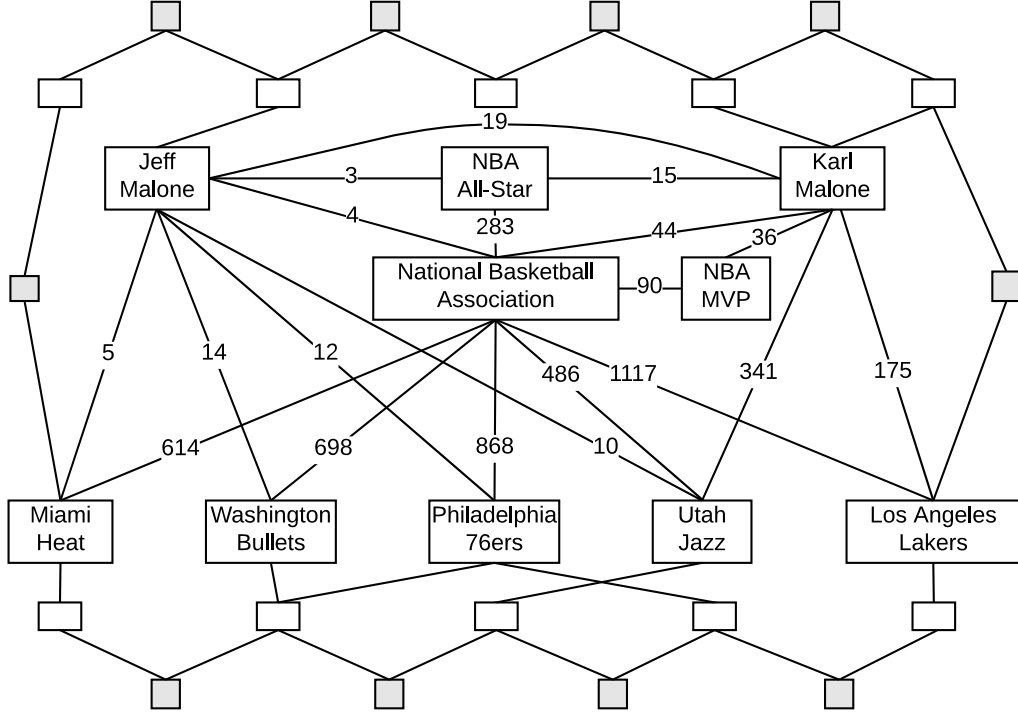 19
Jeff
Malone
3
NBA
All-Star
15
Karl
Malone
4
283
44
36
National Basketball
Association
90
NBA
MVP
5
14
12
486
1117
341
175
614
698
868
10
Miami
Heat
Washington
Bullets
Philadelphia
76ers
Utah
Jazz
Los Angeles
Lakers